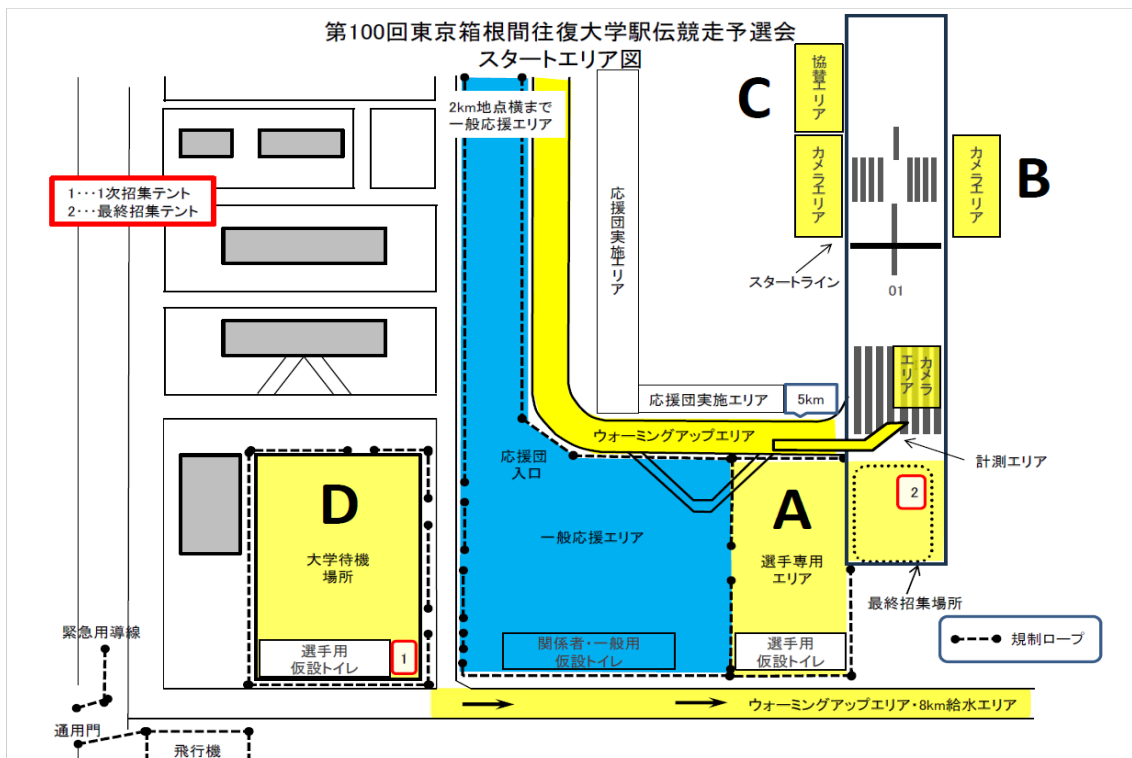 第100回東京箱根間往復大学駅伝競走予選会
スタートエリア図
2km地点横まで
一般応援エリア
1・・・1次招集テント
2・・・最終招集テント
応援団実施エリア
C
協替エリア
カメラエリア
カメラエリア
B
スタートライン
01
カメラ
エリア
応援団実施エリア
5km
ウォーミングアップエリア
計測エリア
応援団
入口
D
大学待機
場所
一般応援エリア
A
選手専用
エリア
2
最終招集場所
緊急用導線
選手用
仮設トイレ
1
関係者・一般用
仮設トイレ
選手用
仮設トイレ
規制ロープ
ウォーミングアップエリア・8km給水エリア
通用門
飛行機